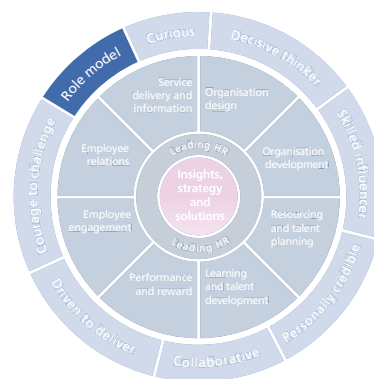 Role model
Curious
Decisive thinker
Skilled influencer
Personally credible
Collaborative
Driven to deliver
Courage to challenge
Service
delivery and
information
Organisation
design
Organisation
development
Resourcing
and talent
planning
Learning
and talent
development
Performance
and reward
Employee
engagement
Employee
relations
Leading HR
Insights,
strategy
and
solutions
Leading HR